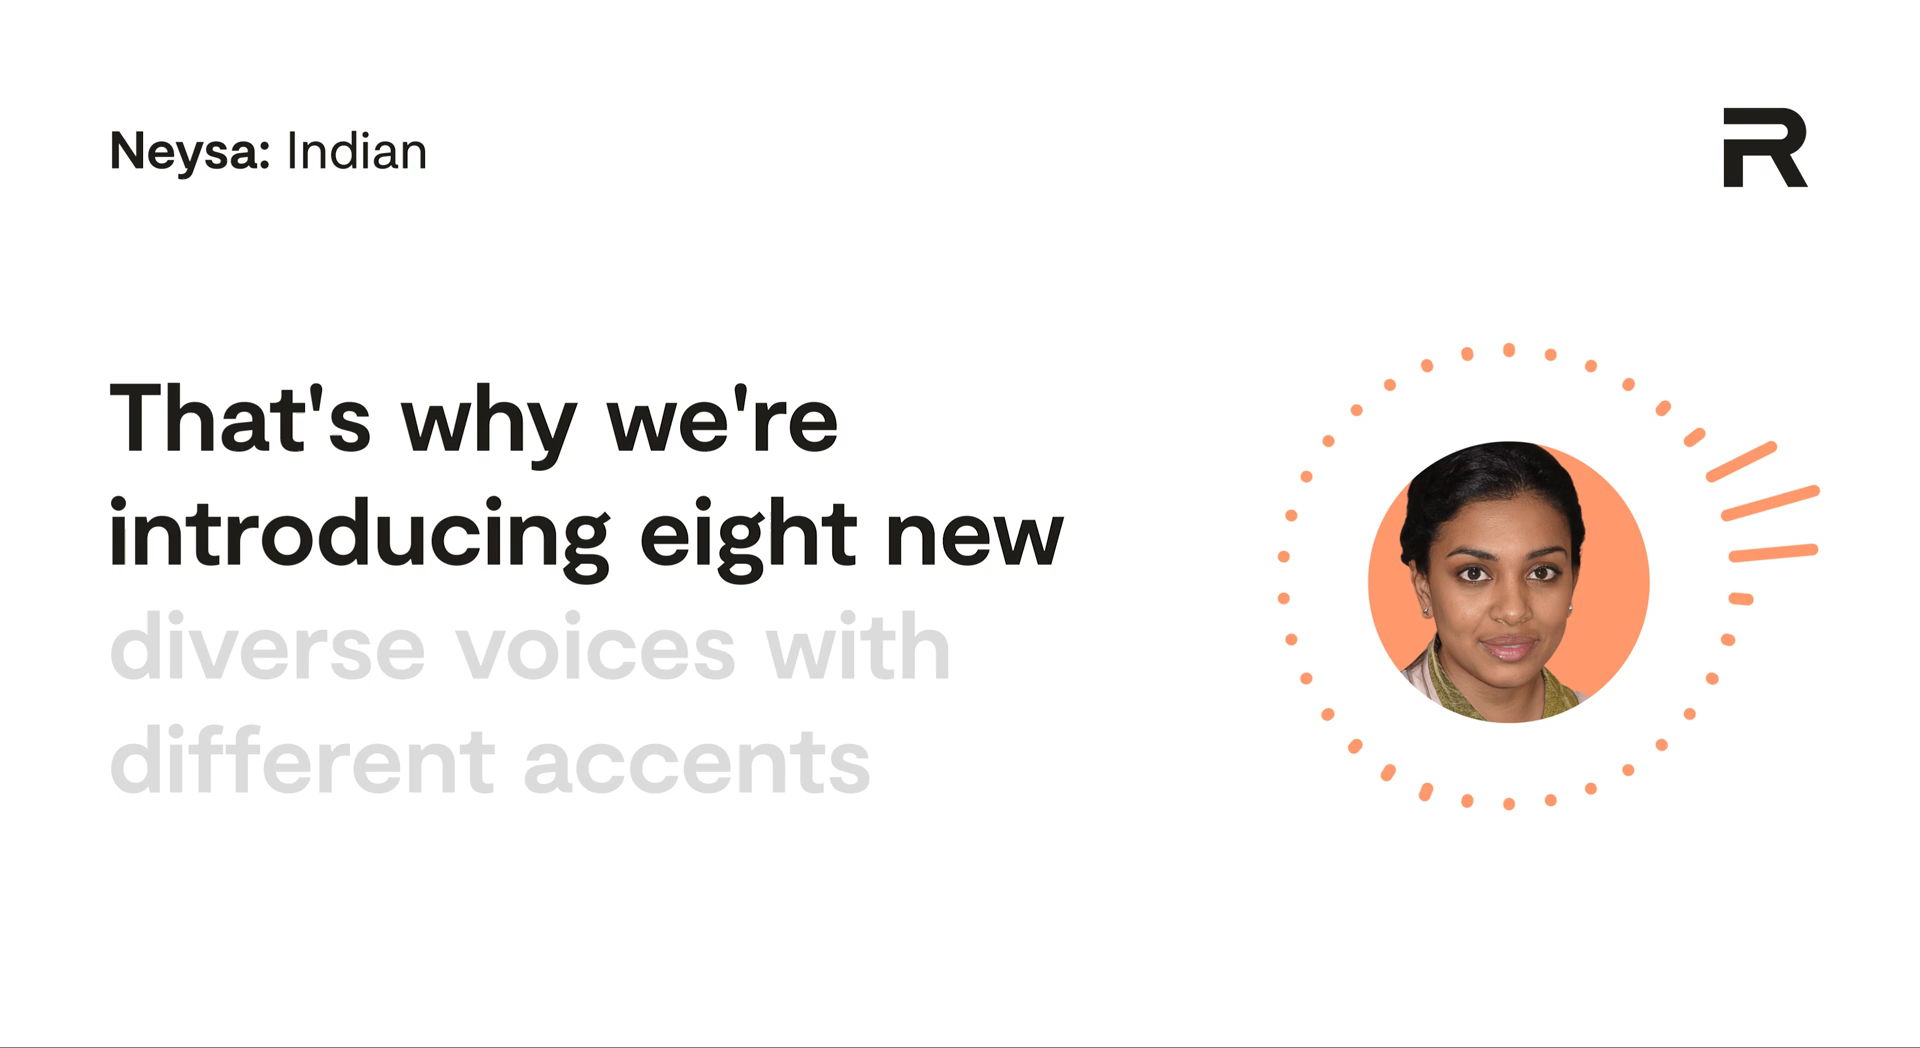 Neysa: Indian
R
That's why we're
introducing eight new
diverse voices with
different accents